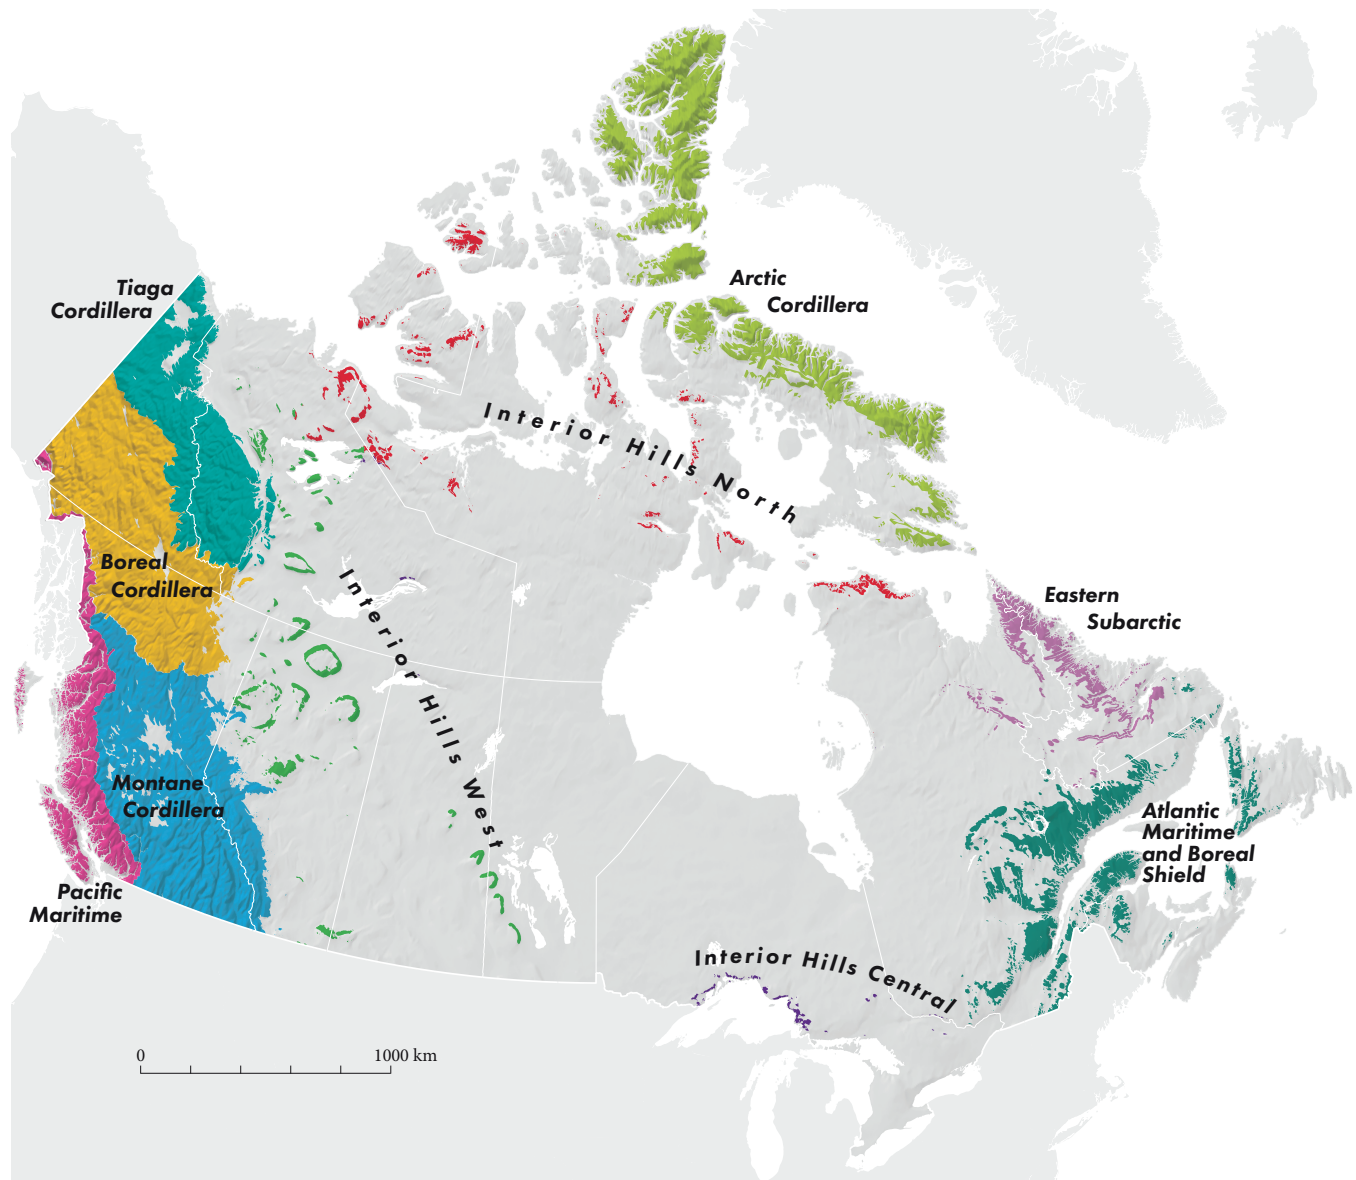 Arctic
Cordillera
Tiaga
Cordillera
Interior Hills North
Boreal
Cordillera
Interior Hills West
Eastern
Subarctic
Montane
Cordillera
Atlantic
Maritime
and Boreal
Shield
Pacific
Maritime
Interior Hills Central
0 1000 km